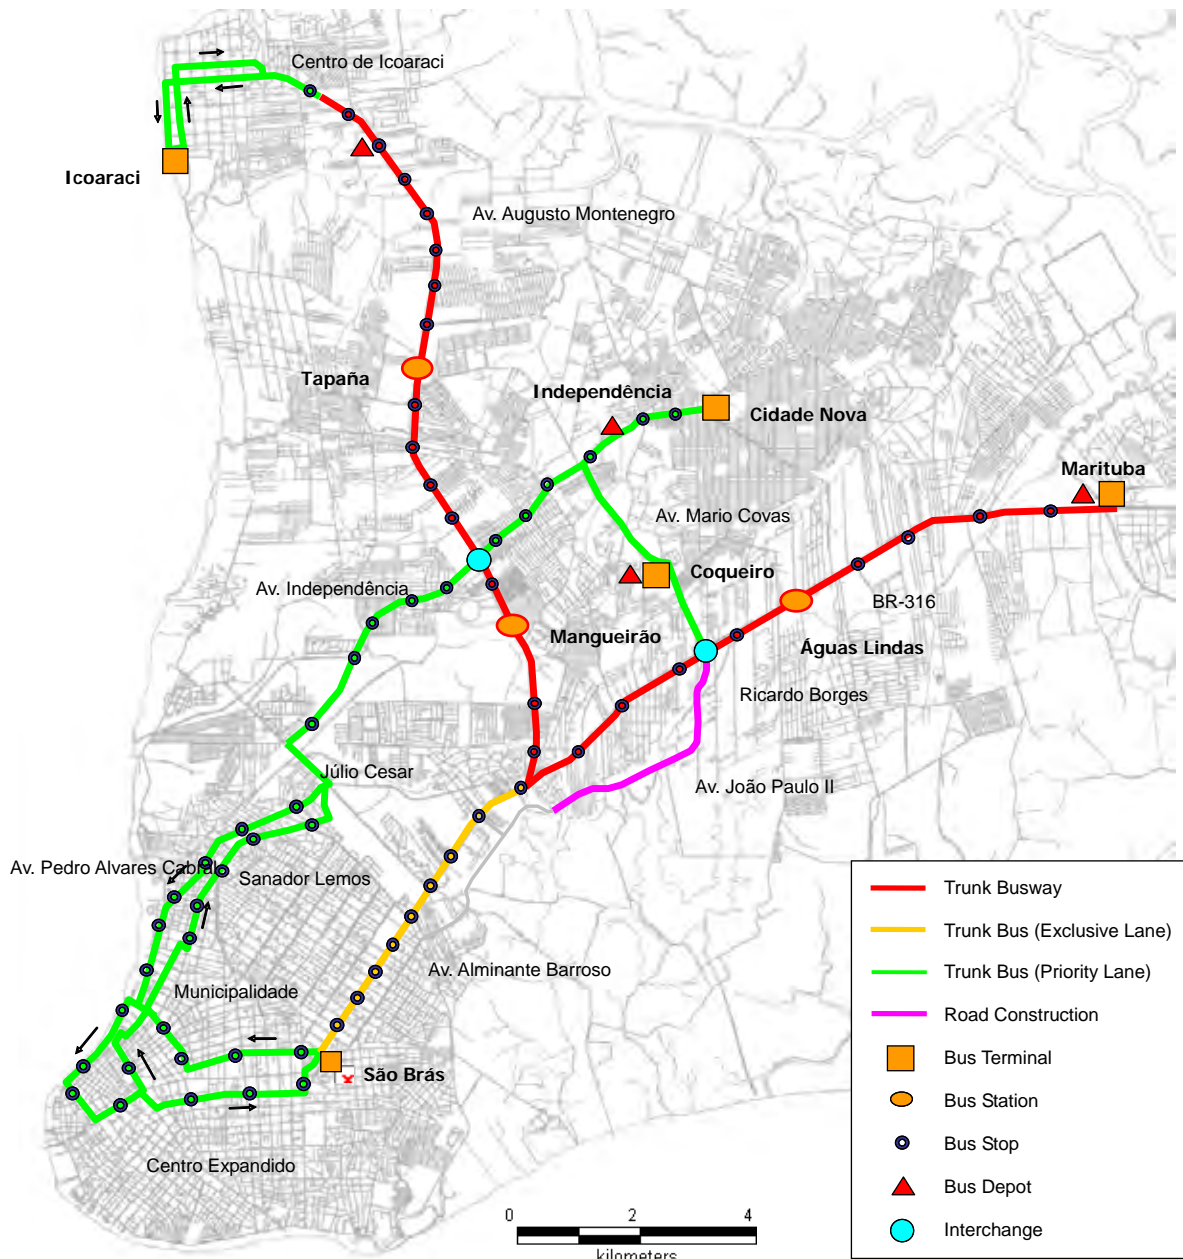 Centro de Icoaraci
Icoaraci
Av. Augusto Montenegro
Tapaña
Independência
Cidade Nova
Marituba
Av. Mario Covas
Av. Independência
Coqueiro
BR-316
Mangueirão
Águas Lindas
Ricardo Borges
Júlio Cesar
Av. João Paulo II
Av. Pedro Alvares Cabral
Sanador Lemos
Av. Alminante Barroso
Municipalidade
São Brás
Centro Expandido
Trunk Busway
Trunk Bus (Exclusive Lane)
Trunk Bus (Priority Lane)
Road Construction
Bus Terminal
Bus Station
Bus Stop
Bus Depot
Interchange
0 2 4
kilometers